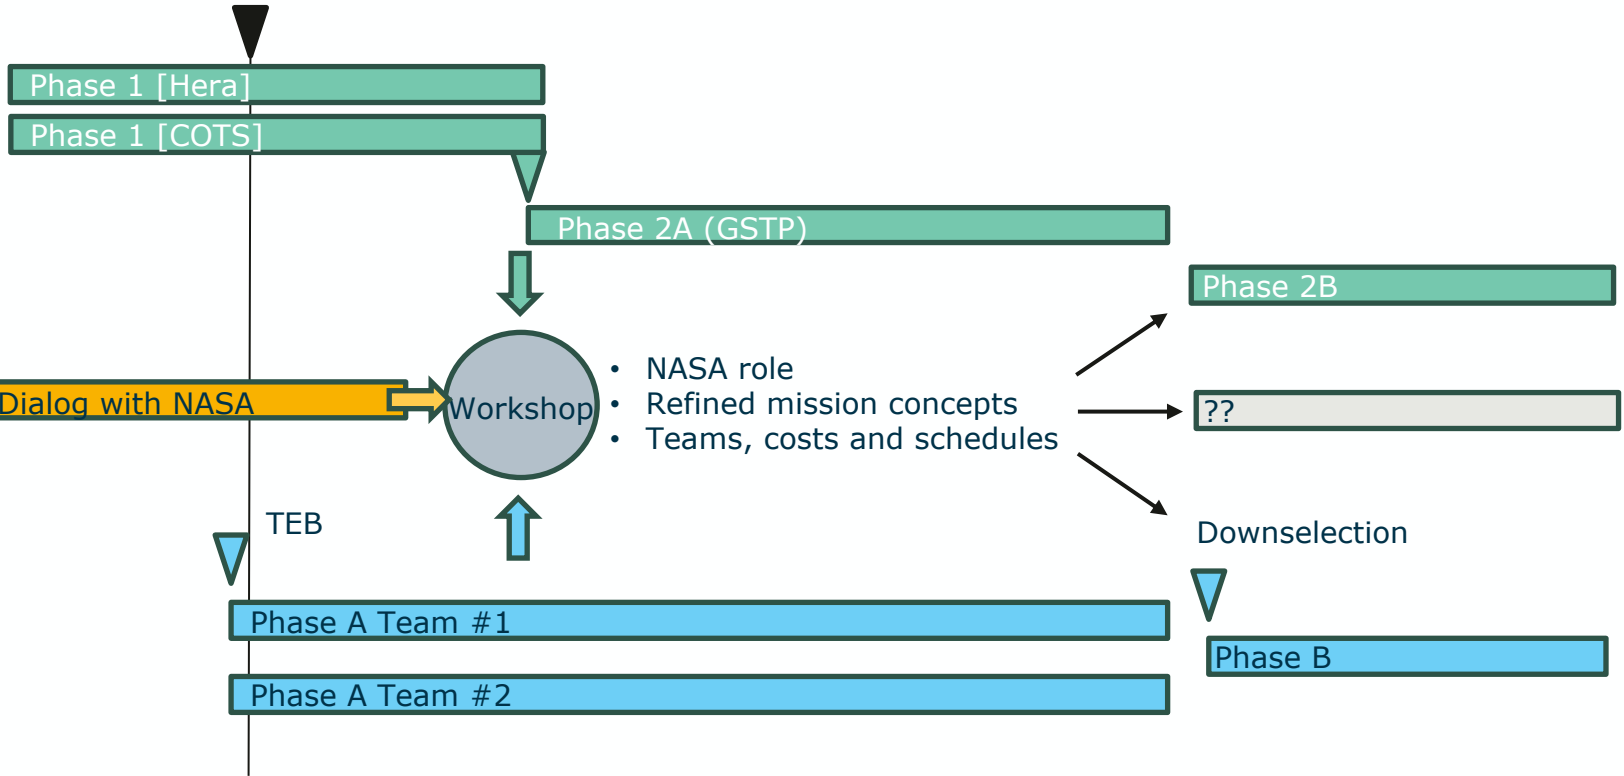 Phase 1 [Hera]
Phase 1 [COTS]
Phase 2A (GSTP)
Phase 2B
Dialog with NASA
Workshop
• NASA role
• Refined mission concepts
• Teams, costs and schedules
??
TEB
Downselection
Phase A Team #1
Phase B
Phase A Team #2